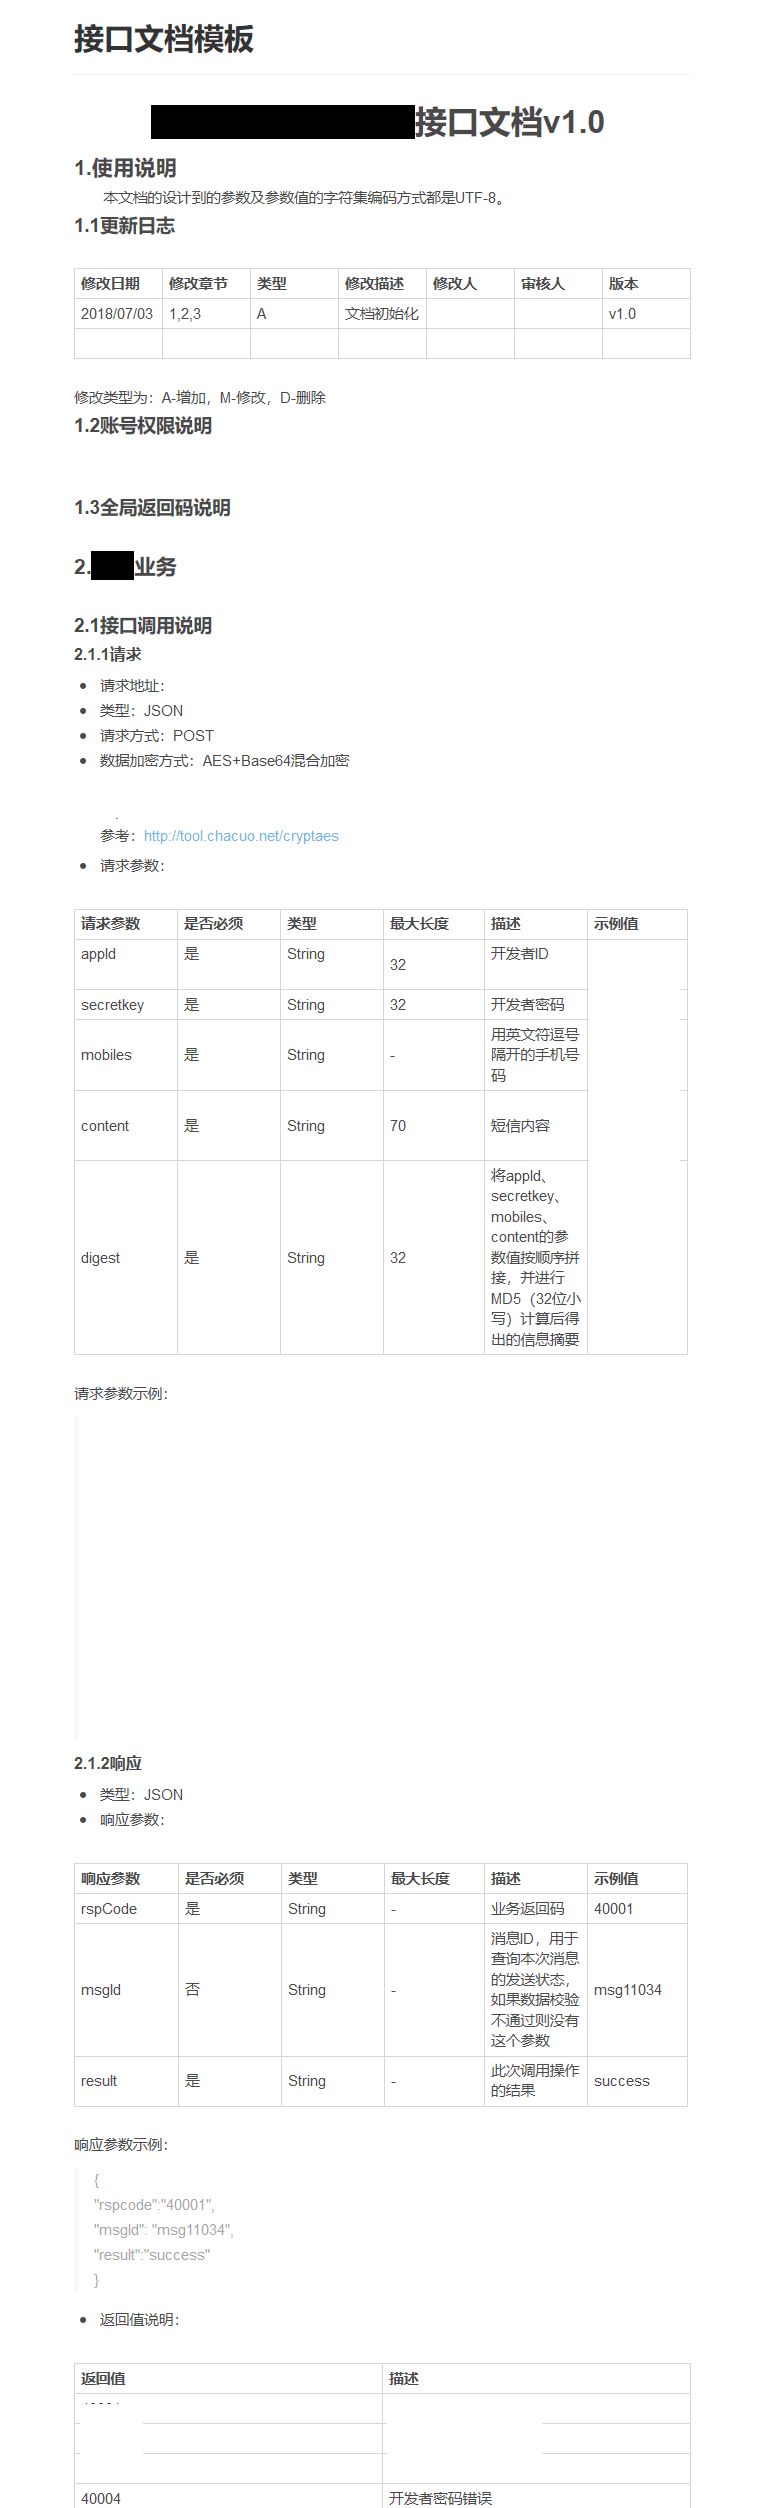 接口文档模板
接口文档v1.0
1.使用说明
本文档的设计到的参数及参数值的字符集编码方式都是UTF-8。
1.1更新日志
修改日期 修改章节 类型 修改描述 修改人 审核人 版本
2018/07/03 1,2,3 A 文档初始化 v1.0
修改类型为：A-增加，M-修改，D-删除
1.2账号权限说明
1.3全局返回码说明
2.
业务
2.1接口调用说明
2.1.1请求
请求地址：
类型：JSON
请求方式：POST
数据加密方式：AES+Base64混合加密
参考：http://tool.chacuo.net/cryptaes
请求参数：
请求参数 是否必须 类型 最大长度 描述 示例值
appId 是 String 32 开发者ID
secretkey 是 String 32 开发者密码
mobiles 是 String - 用英文符逗号
隔开的手机号
码
content 是 String 70 短信内容
digest 是 String 32 将appId、
secretkey、
mobiles、
content的参
数值按顺序拼
接，并进行
MD5（32位小
写）计算后得
出的信息摘要
请求参数示例：
2.1.2响应
类型：JSON
响应参数：
响应参数 是否必须 类型 最大长度 描述 示例值
rspCode 是 String - 业务返回码 40001
msgId 否 String - 消息ID，用于
查询本次消息
的发送状态，
如果数据校验
不通过则没有
这个参数
msg11034
result 是 String - 此次调用操作
的结果
success
响应参数示例：
{
"rspcode":"40001",
"msgId": "msg11034",
"result":"success"
}
返回值说明：
返回值 描述
40004 开发者密码错误